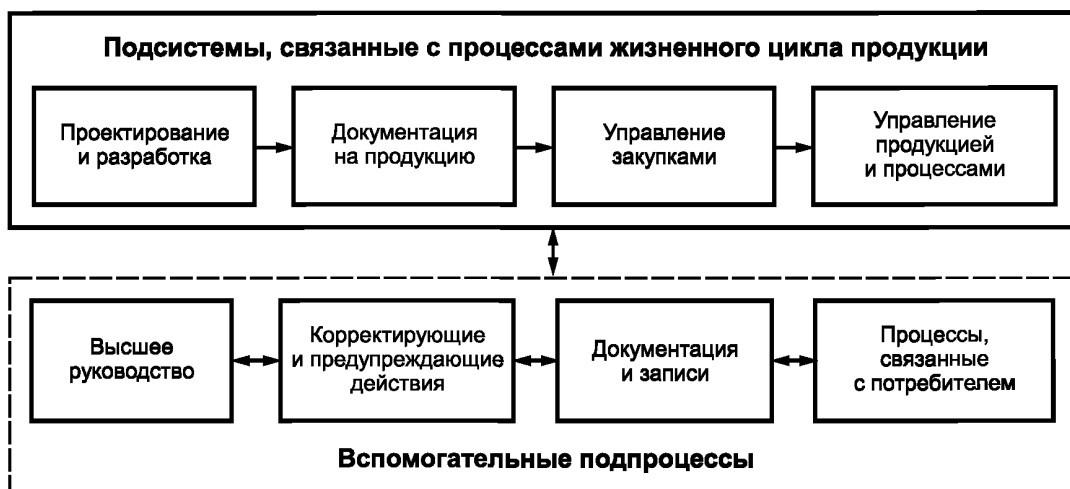 Подсистемы, связанные с процессами жизненного цикла продукции
Проектирование
и разработка
Документация
на продукцию
Управление
закупками
Управление
продукцией
и процессами
Высшее
руководство
Корректирующие
и предупреждающие
действия
Документация
и записи
Процессы,
связанные
с потребителем
Вспомогательные подпроцессы